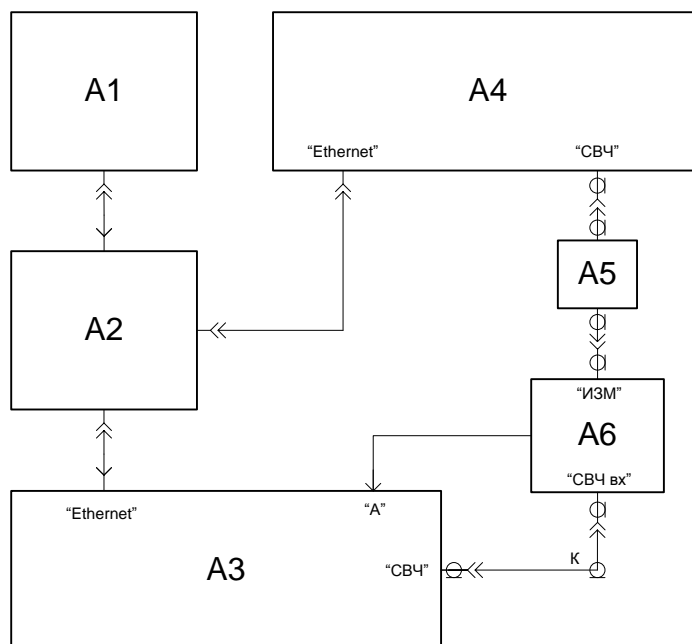 A1
A4
“Ethernet”
“СВЧ”
A5
A2
“ИЗМ”
A6
“СВЧ вх”
“Ethernet”
“А”
A3
“СВЧ”
К